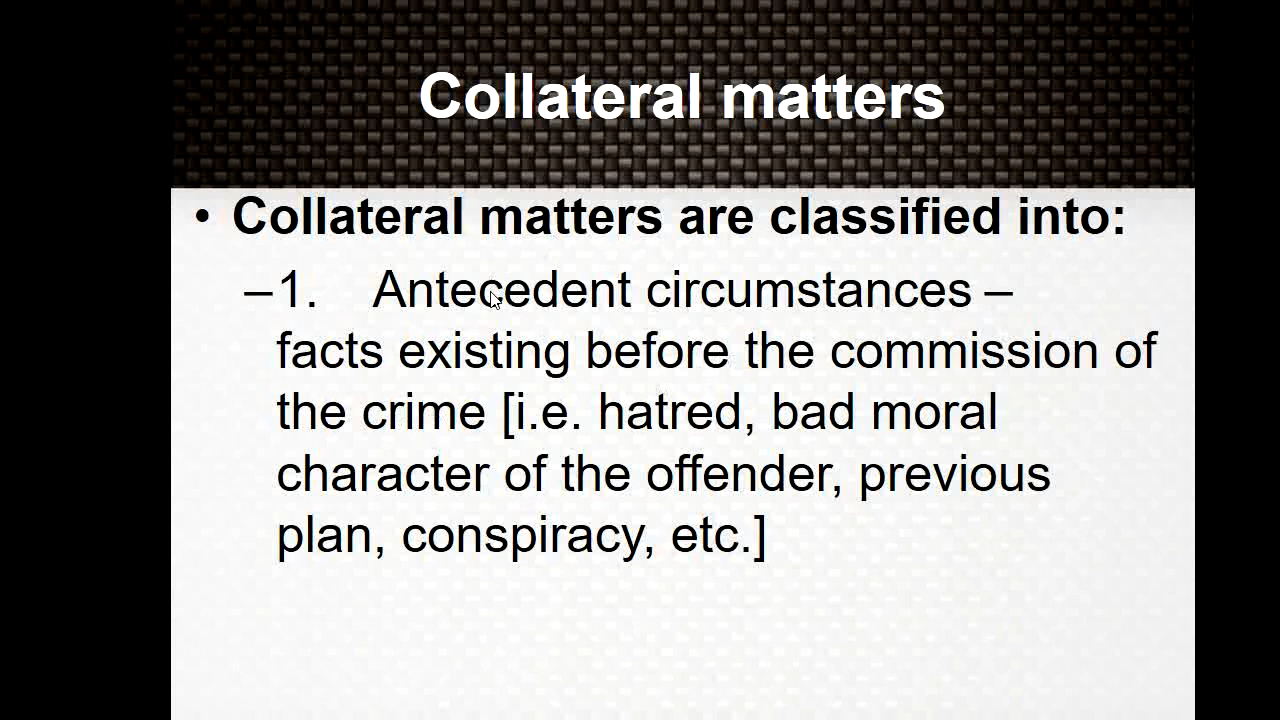 Collateral matters
• Collateral matters are classified into:
–1. Antecedent circumstances –
facts existing before the commission of
the crime [i.e. hatred, bad moral
character of the offender, previous
plan, conspiracy, etc.]